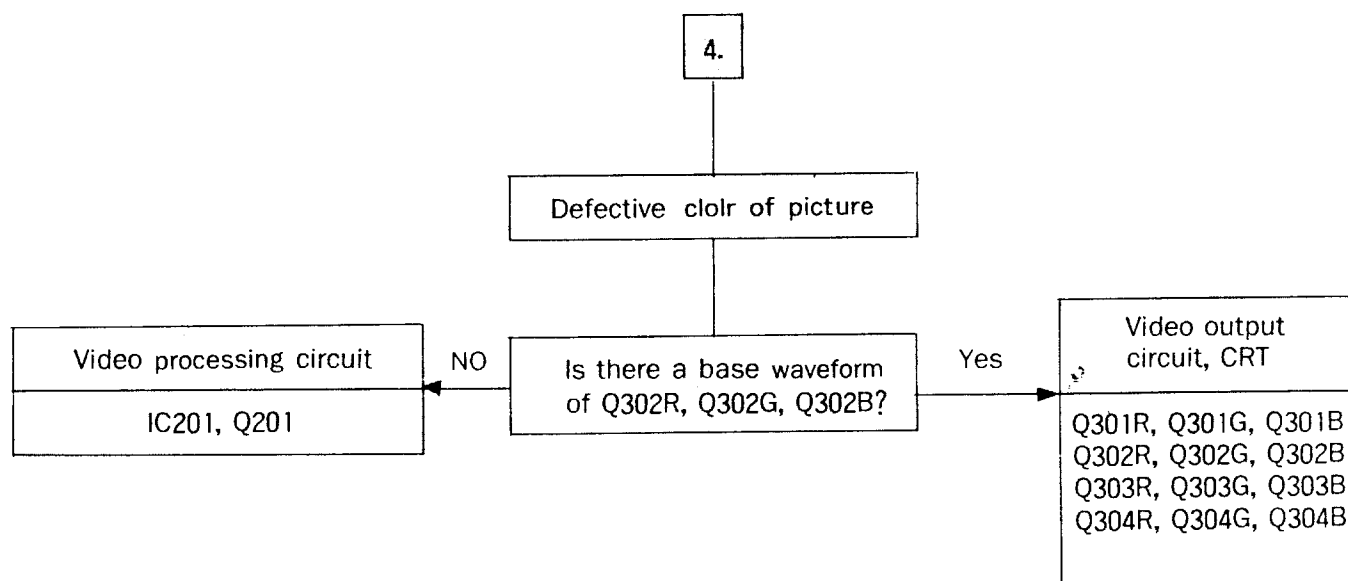 4.
Defective clolr of picture
Is there a base waveform
of Q302R, Q302G, Q302B?
NO
Video processing circuit
IC201, Q201
Yes
Video output
circuit, CRT
Q301R, Q301G, Q301B
Q302R, Q302G, Q302B
Q303R, Q303G, Q303B
Q304R, Q304G, Q304B